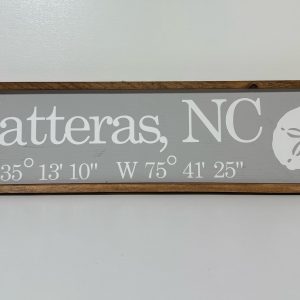 atteras, NC
35° 13' 10" W 75° 41' 25"